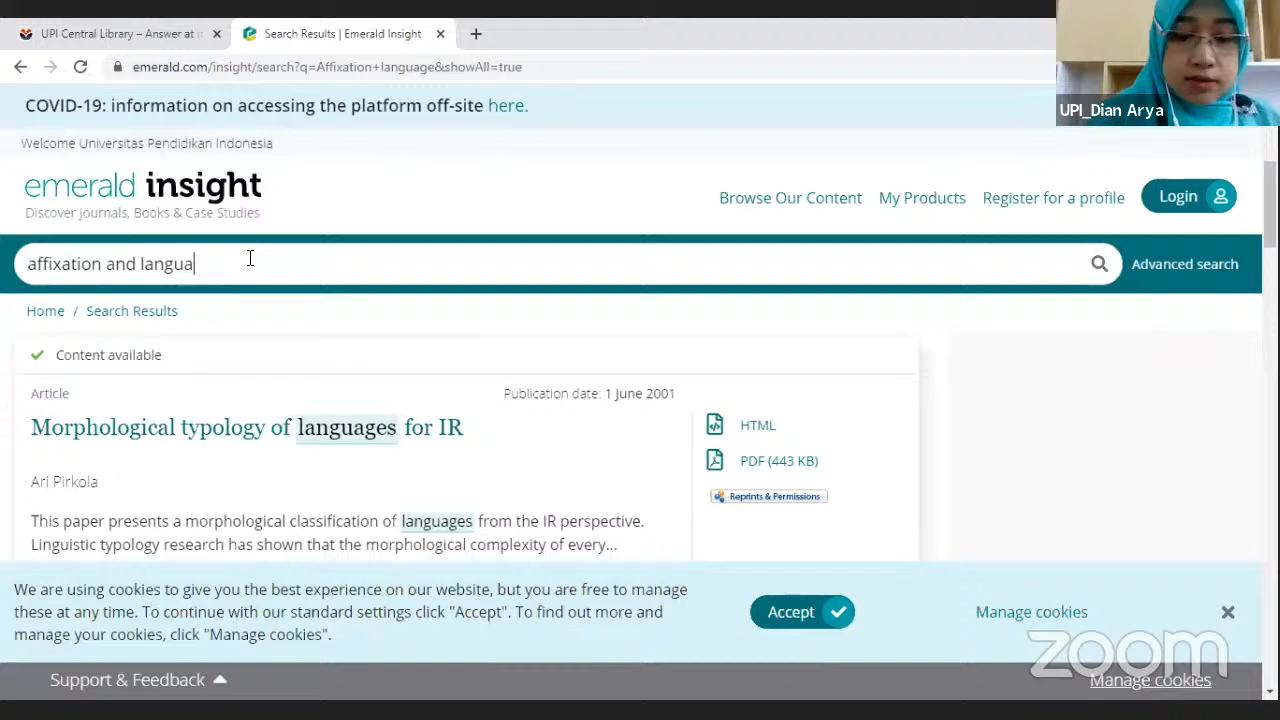 UPI Central Library – Answer at i
Search Results | Emerald Insight
emerald.com/insight/search?q=Affixation+language&showAll=true
UPI_Dian Arya
COVID-19: information on accessing the platform off-site here.
Welcome Universitas Pendidikan Indonesia
emerald insight
Discover journals, Books & Case Studies
Browse Our Content
My Products
Register for a profile
Login
affixation and langua
Advanced search
Home / Search Results
Content available
Article
Publication date: 1 June 2001
Morphological typology of languages for IR
HTML
PDF (443 KB)
Reprints & Permissions
Ari Pirkola
This paper presents a morphological classification of languages from the IR perspective.
Linguistic typology research has shown that the morphological complexity of every...
We are using cookies to give you the best experience on our website, but you are free to manage
these at any time. To continue with our standard settings click "Accept". To find out more and
manage your cookies, click "Manage cookies".
Accept
Manage cookies
zoom
Support & Feedback
Manage cookies